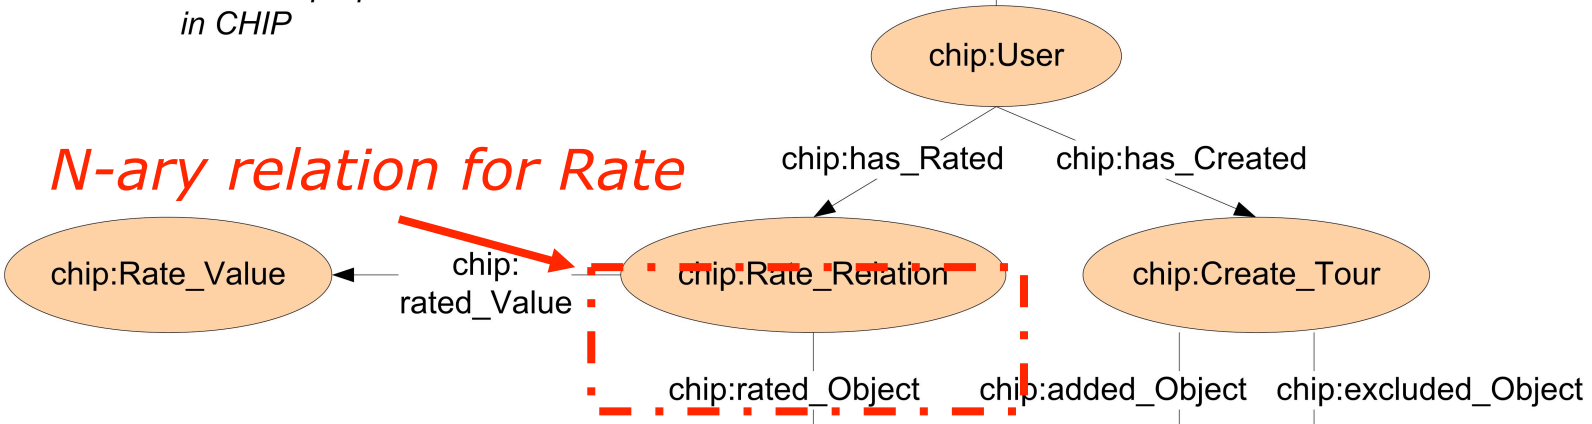 in CHIP
chip:User
chip:has_Rated
chip:has_Created
N-ary relation for Rate
chip:Rate_Value
chip:
rated_Value
chip:Rate_Relation
chip:Create_Tour
chip:rated_Object
chip:added_Object
chip:excluded_Object